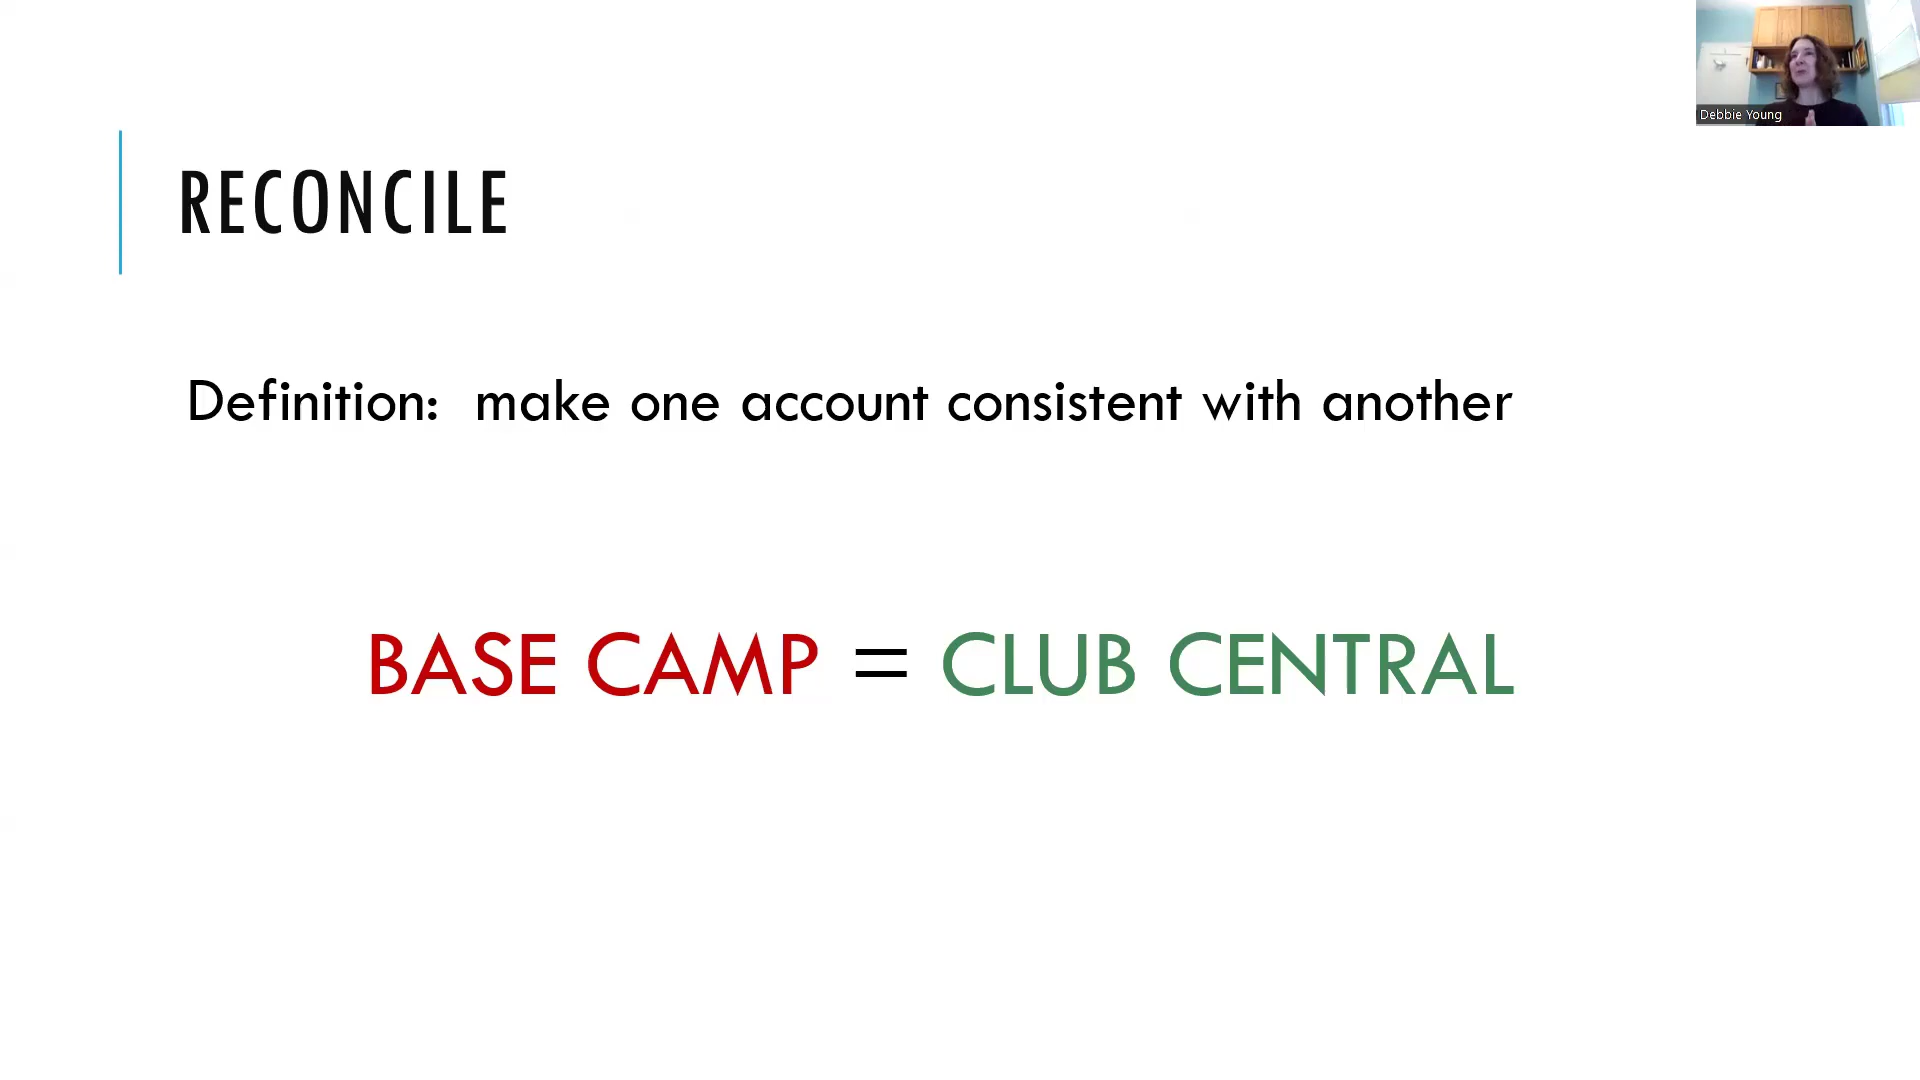 Debbie Young
RECONCILE
Definition: make one account consistent with another
BASE CAMP = CLUB CENTRAL